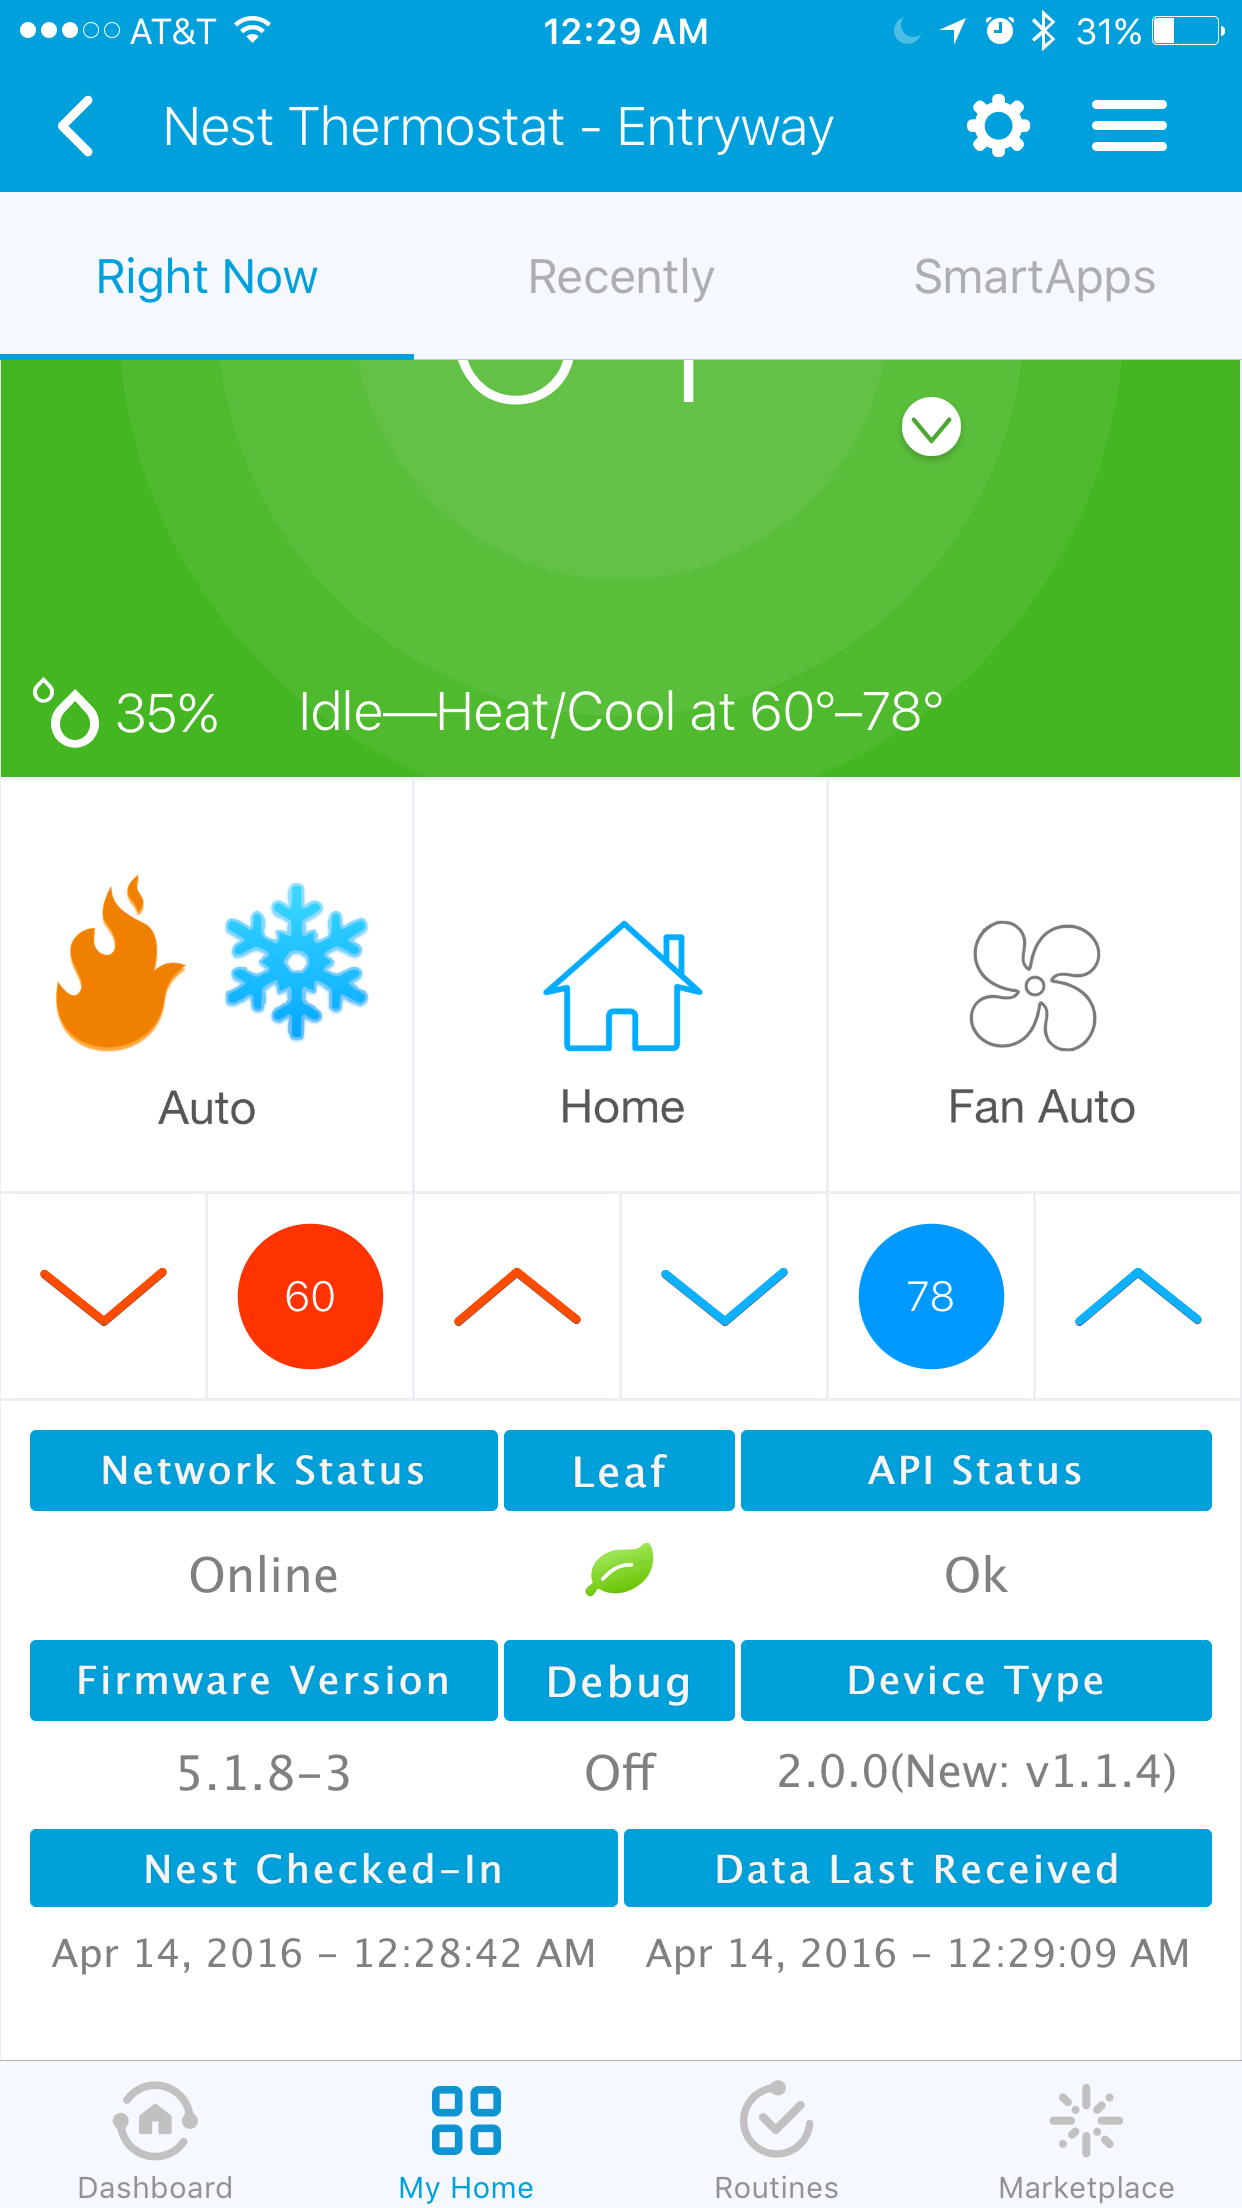 AT&T 12:29 AM 31%
Nest Thermostat - Entryway
Right Now Recently SmartApps
35% Idle—Heat/Cool at 60°–78°
Auto Home Fan Auto
60 78
Network Status Leaf API Status
Online Ok
Firmware Version Debug Device Type
5.1.8-3 Off 2.0.0(New: v1.1.4)
Nest Checked-In Data Last Received
Apr 14, 2016 - 12:28:42 AM Apr 14, 2016 - 12:29:09 AM
Dashboard My Home Routines Marketplace